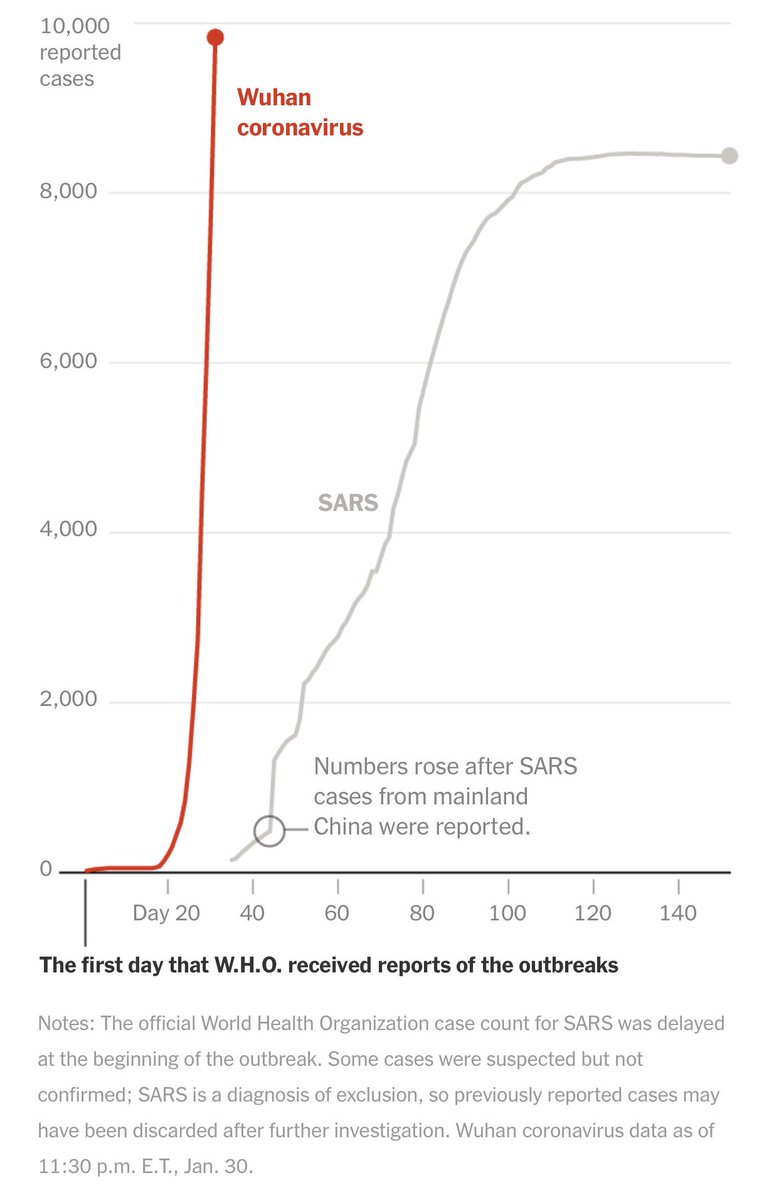 10,000
reported
cases
Wuhan
coronavirus
8,000
6,000
SARS
4,000
2,000
Numbers rose after SARS
cases from mainland
China were reported.
0
Day 20 40 60 80 100 120 140
The first day that W.H.O. received reports of the outbreaks
Notes: The official World Health Organization case count for SARS was delayed
at the beginning of the outbreak. Some cases were suspected but not
confirmed; SARS is a diagnosis of exclusion, so previously reported cases may
have been discarded after further investigation. Wuhan coronavirus data as of
11:30 p.m. E.T., Jan. 30.